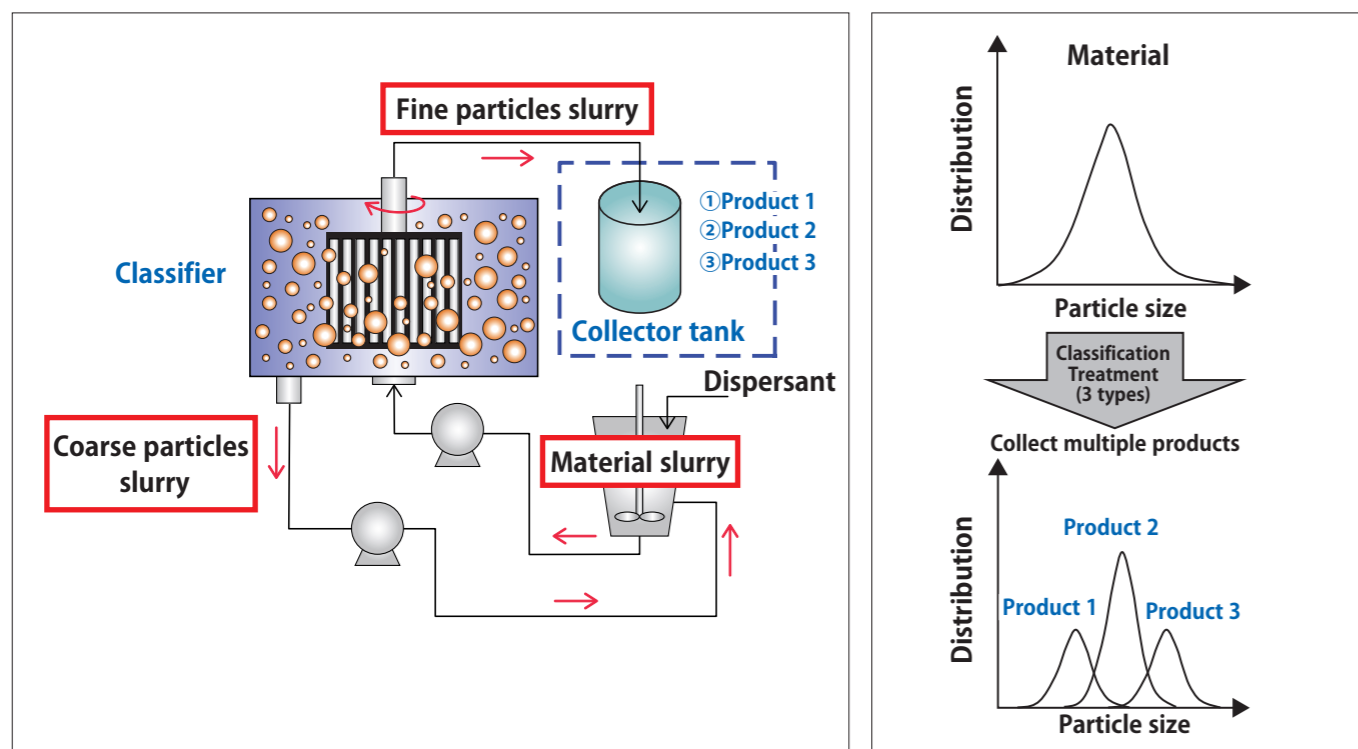 Fine particles slurry
①Product 1
②Product 2
③Product 3
Collector tank
Classifier
Dispersant
Coarse particles
slurry
Material slurry
Material
Distribution
Particle size
Classification
Treatment
(3 types)
Collect multiple products
Distribution
Product 2
Product 1
Product 3
Particle size